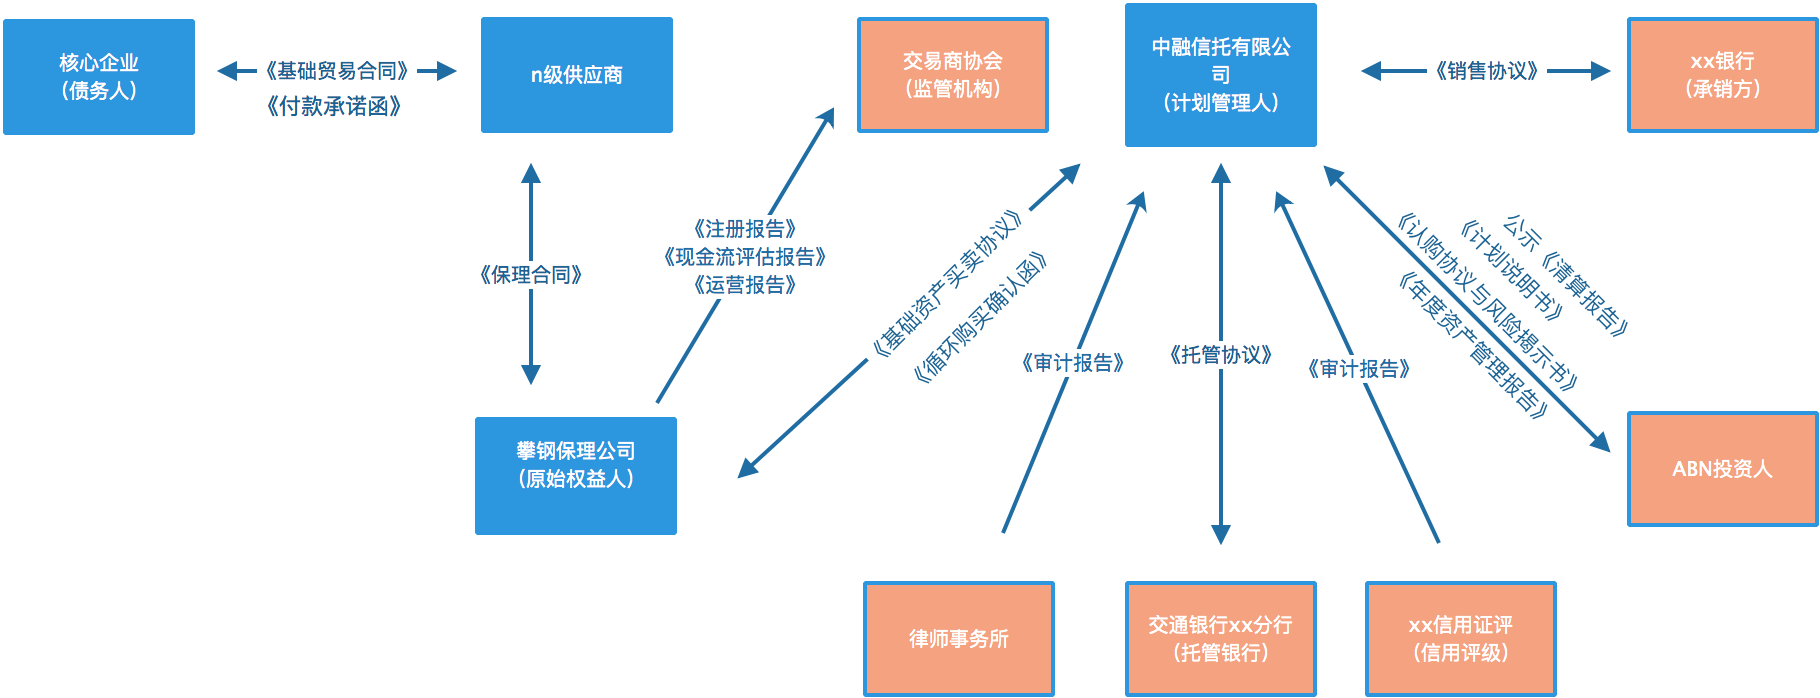 核心企业
（债务人）
《基础贸易合同》
《付款承诺函》
n级供应商
交易商协会
（监管机构）
中融信托有限公
司
（计划管理人）
《销售协议》
xx银行
（承销方）
《保理合同》
《注册报告》
《现金流评估报告》
《运营报告》
《基础资产买卖协议》
《循环购买确认函》
《审计报告》
《托管协议》
《审计报告》
公示《清算报告》
《计划说明书》
《认购协议与风险揭示书》
《年度资产管理报告》
攀钢保理公司
（原始权益人）
ABN投资人
律师事务所
交通银行xx分行
（托管银行）
xx信用证评
（信用评级）